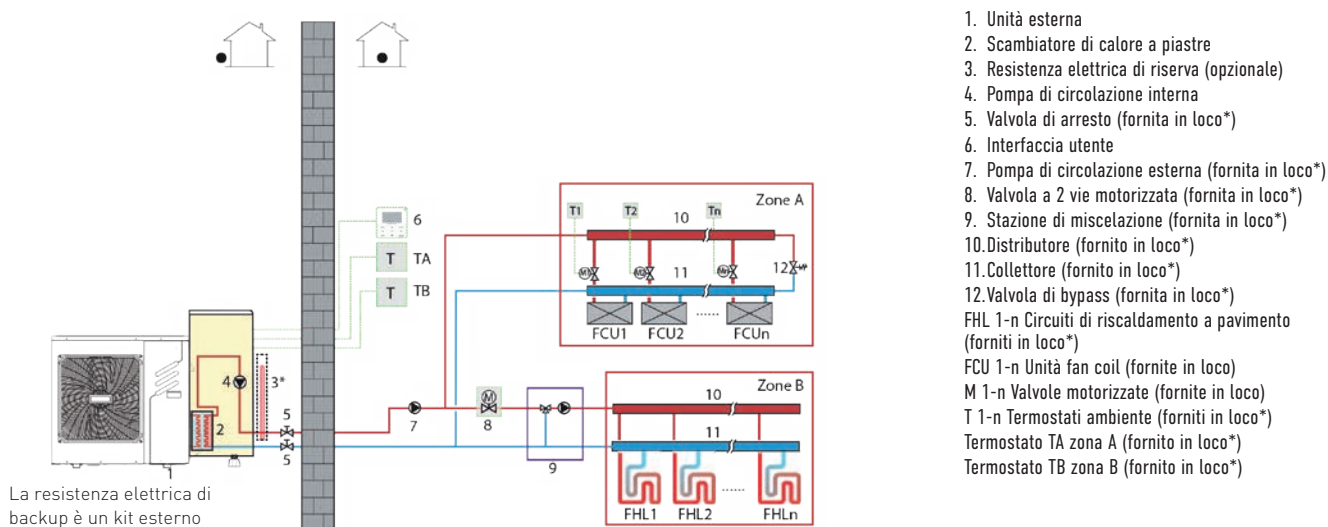 Zone A
T1
T2
Tn
10
6
T
TA
M1
M2
Mn
12
11
T
TB
FCU1
FCU2
......
FCUn
4
3*
Zone B
M
10
2
5
7
8
5
11
9
1
FHL1
FHL2
......
FHLn
La resistenza elettrica di
backup è un kit esterno
1. Unità esterna
2. Scambiatore di calore a piastre
3. Resistenza elettrica di riserva (opzionale)
4. Pompa di circolazione interna
5. Valvola di arresto (fornita in loco*)
6. Interfaccia utente
7. Pompa di circolazione esterna (fornita in loco*)
8. Valvola a 2 vie motorizzata (fornita in loco*)
9. Stazione di miscelazione (fornita in loco*)
10.Distributore (fornito in loco*)
11.Collettore (fornito in loco*)
12.Valvola di bypass (fornita in loco*)
FHL 1-n Circuiti di riscaldamento a pavimento
(forniti in loco*)
FCU 1-n Unità fan coil (fornite in loco)
M 1-n Valvole motorizzate (fornite in loco)
T 1-n Termostati ambiente (forniti in loco*)
Termostato TA zona A (fornito in loco*)
Termostato TB zona B (fornito in loco*)